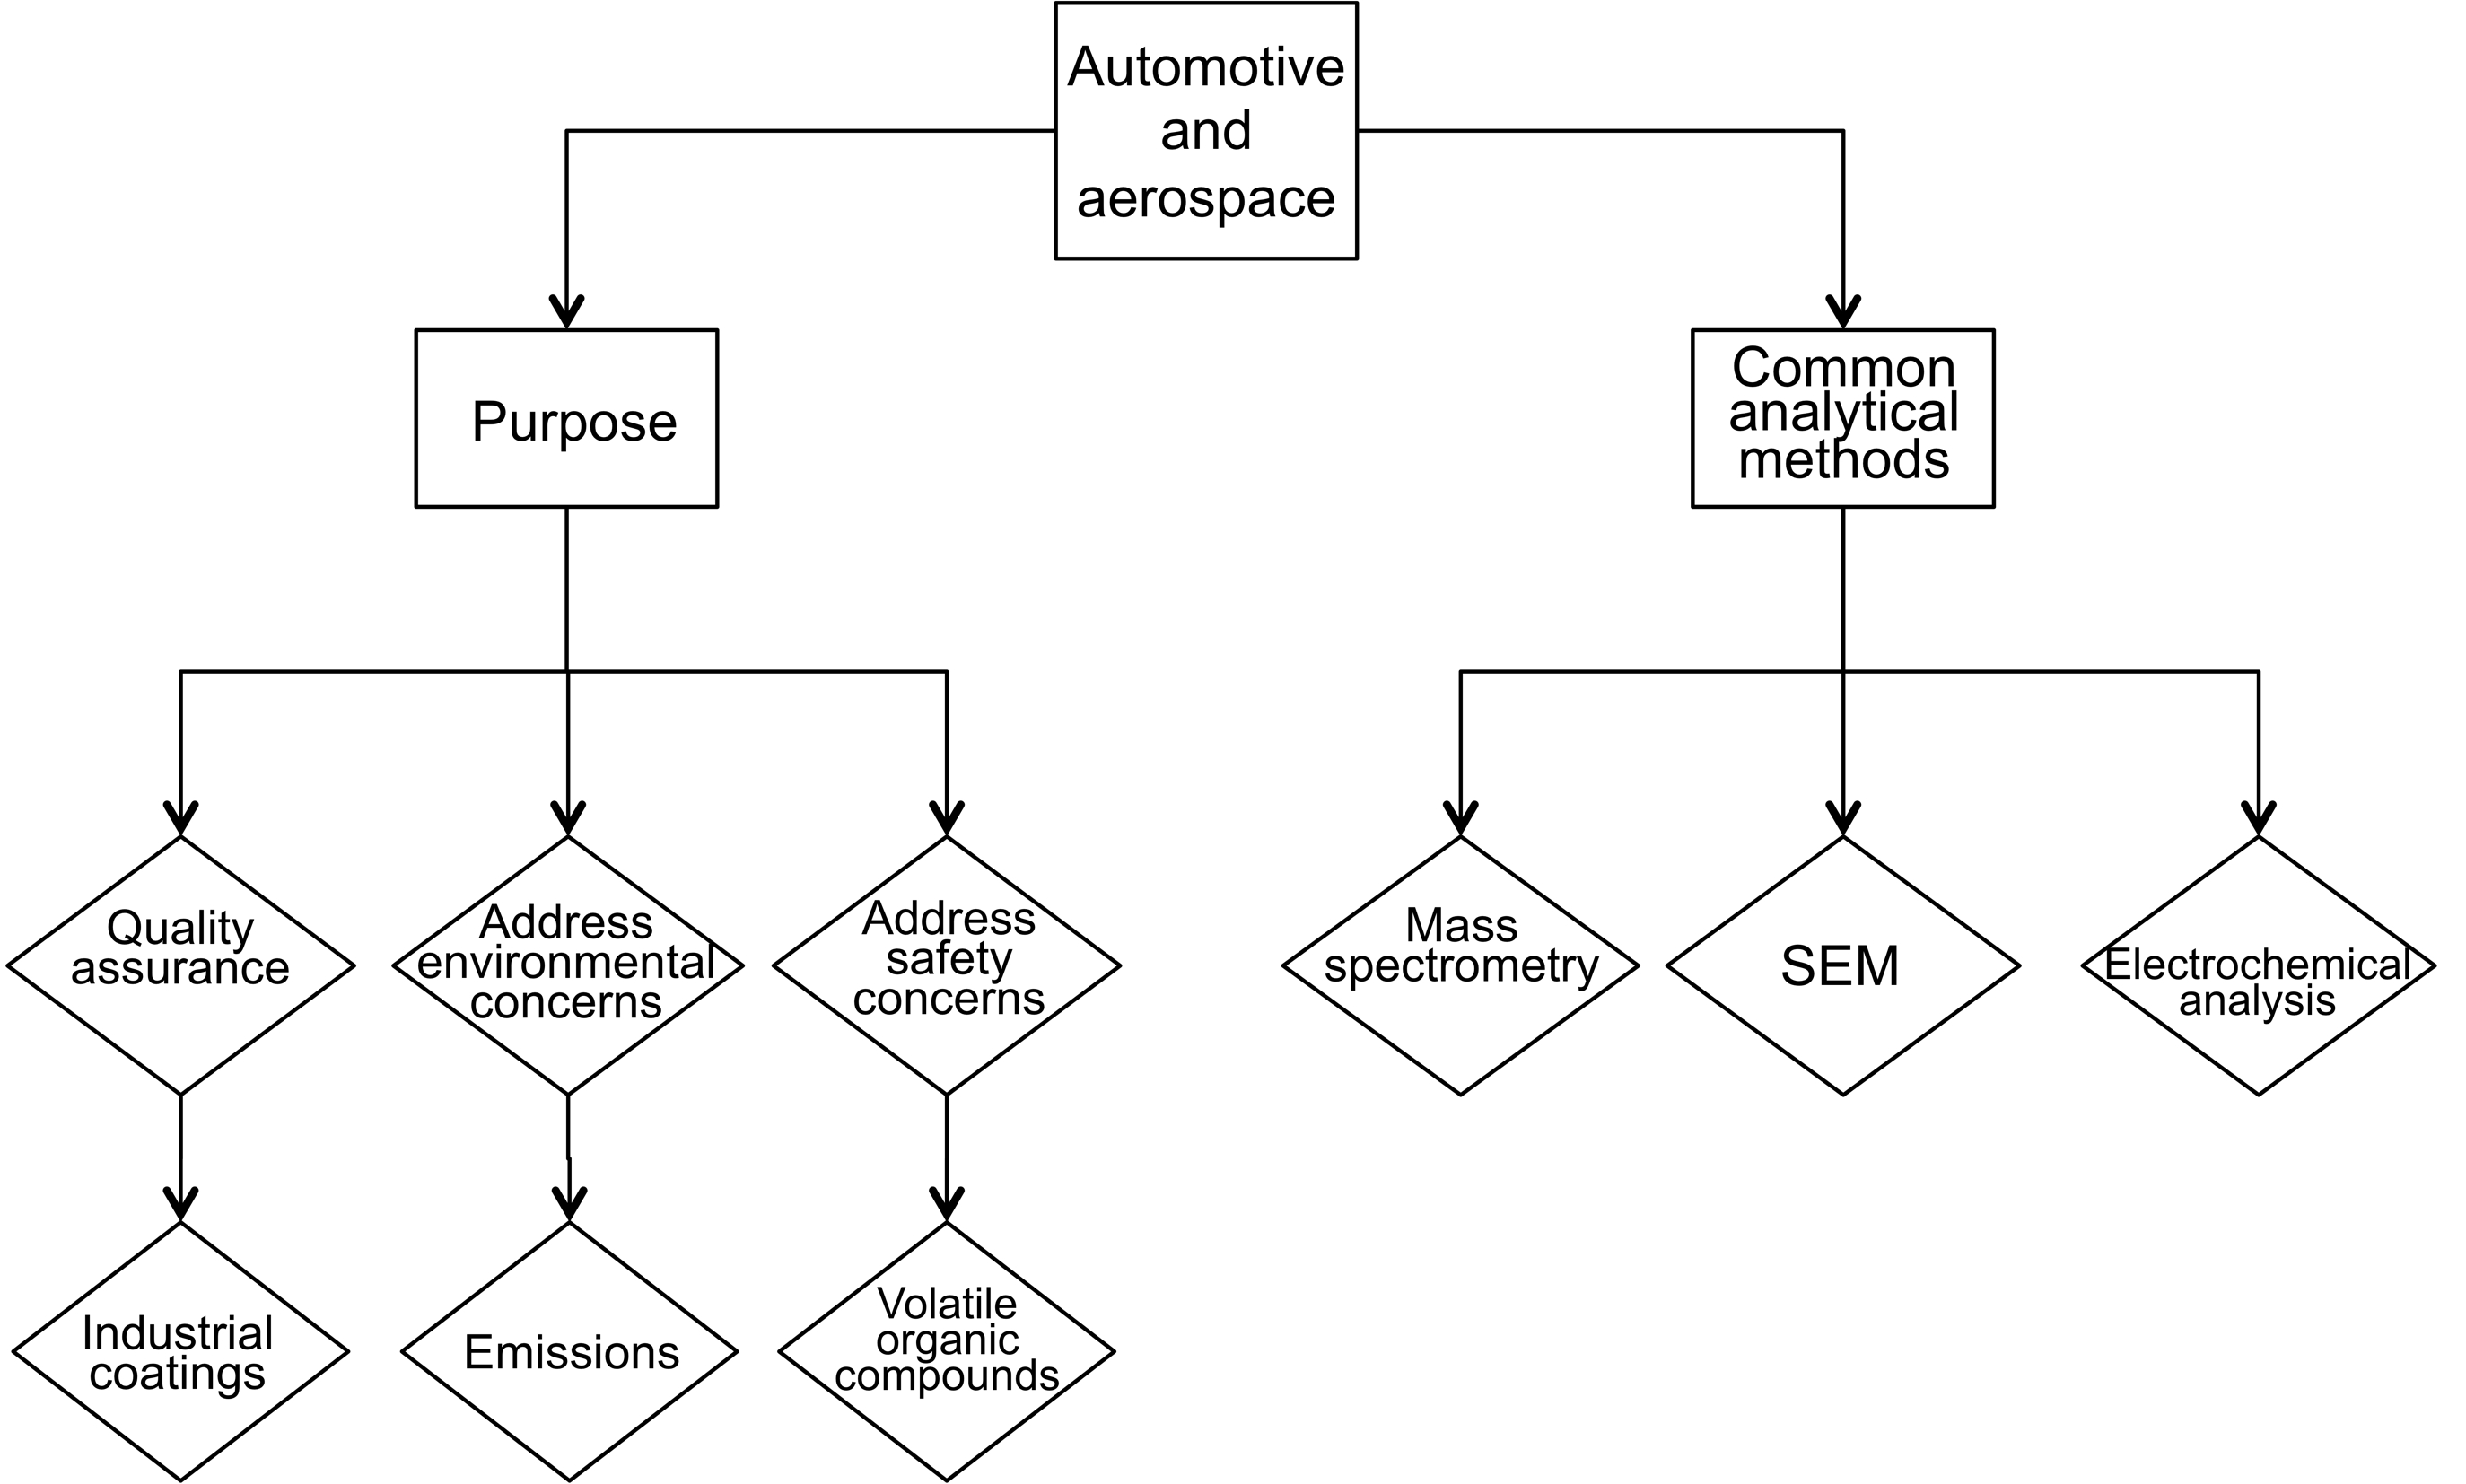 Automotive
and
aerospace
Purpose
Common
analytical
methods
Quality
assurance
Address
environmental
concerns
Address
safety
concerns
Mass
spectrometry
SEM
Electrochemical
analysis
Industrial
coatings
Emissions
Volatile
organic
compounds